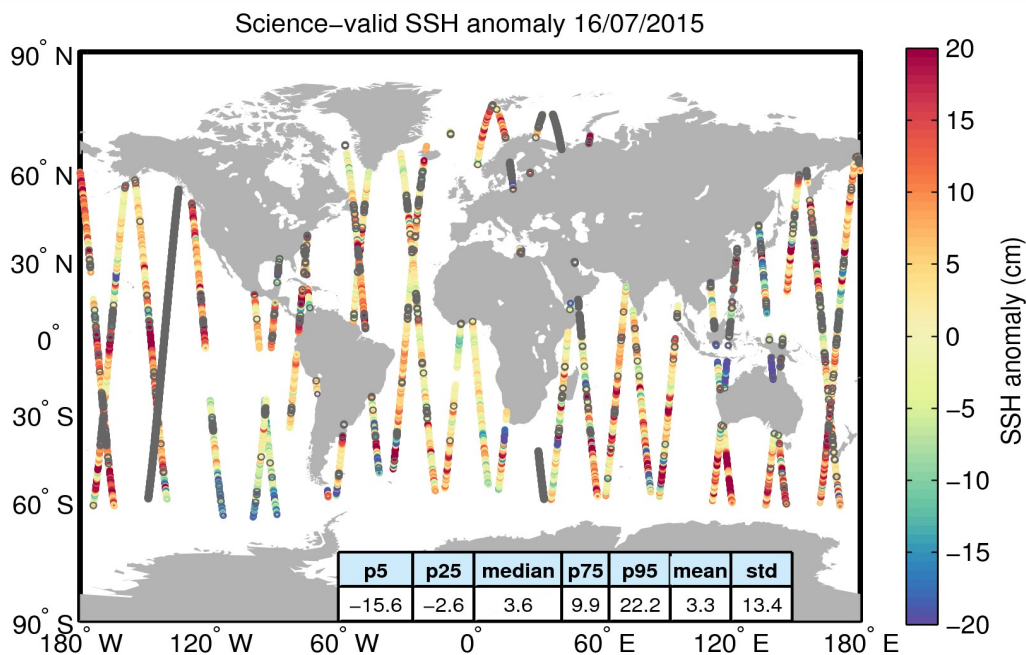 Science−valid SSH anomaly 16/07/2015
90° N
60° N
30° N
0°
30° S
60° S
90° S
180° W
120° W
60° W
0°
60° E
120° E
180° E
p5 p25 median p75 p95 mean std
−15.6 −2.6 3.6 9.9 22.2 3.3 13.4
20
15
10
5
0
−5
−10
−15
−20
SSH anomaly (cm)